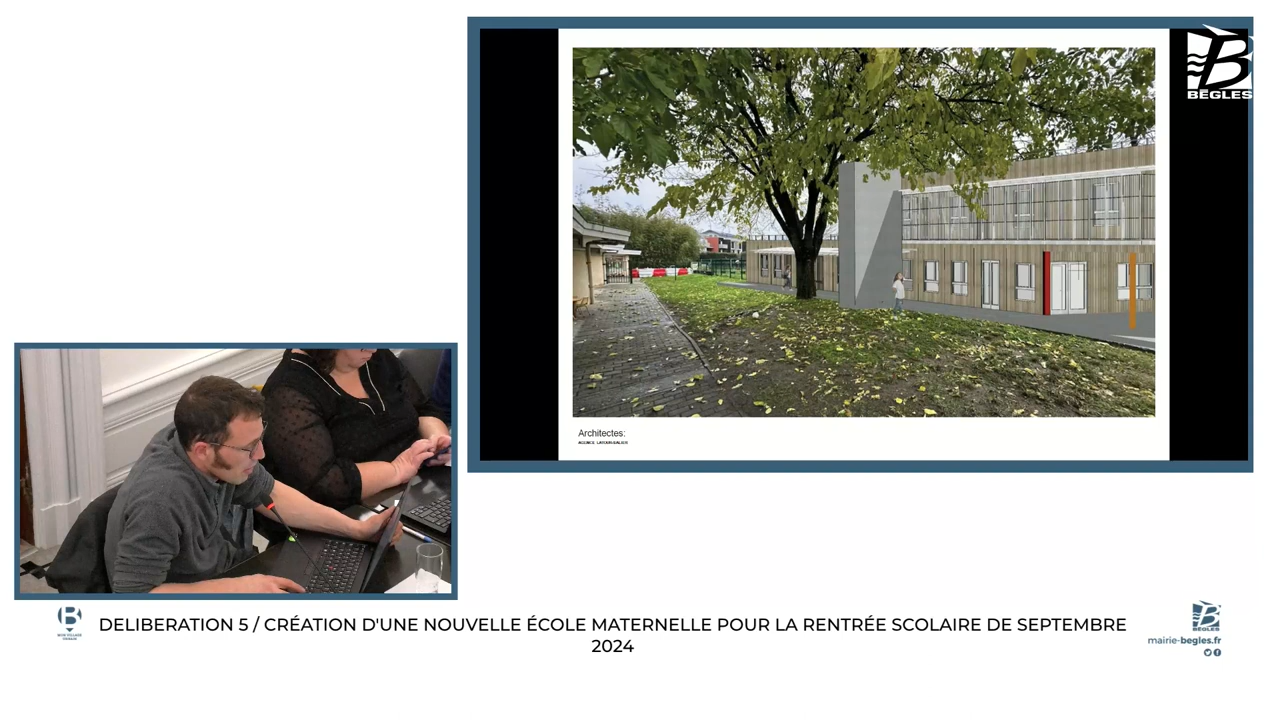 B
BEGLES
Architectes:
DELIBERATION 5 / CRÉATION D'UNE NOUVELLE ÉCOLE MATERNELLE POUR LA RENTRÉE SCOLAIRE DE SEPTEMBRE
2024
B
B
BEGLES
mairie-begles.fr